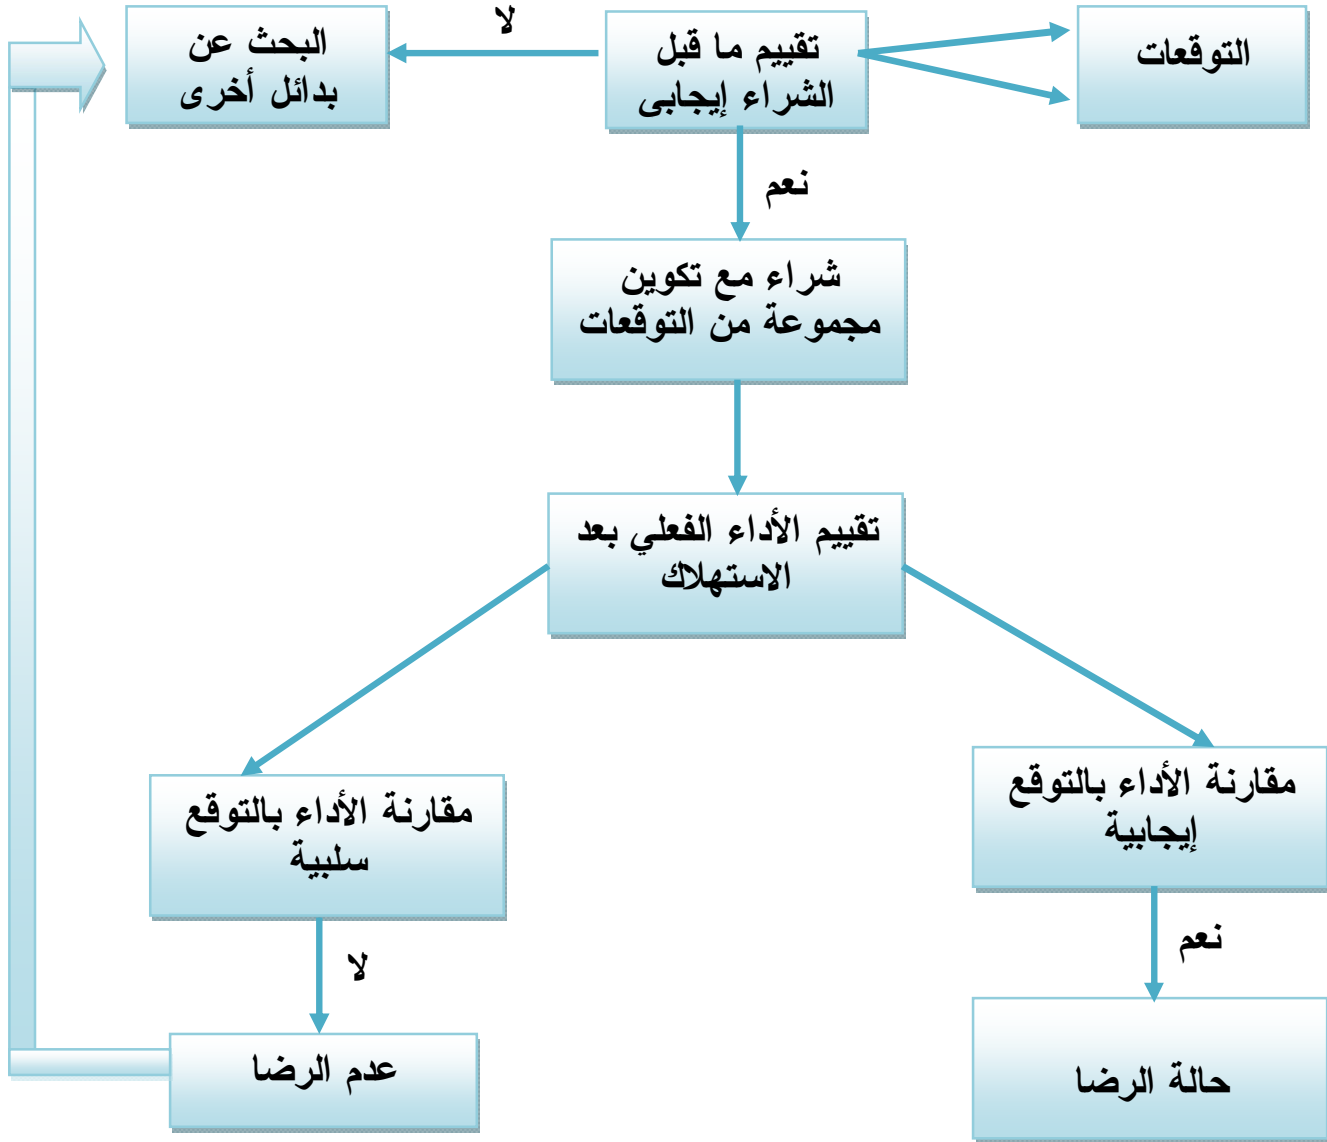 التوقعات
تقييم ما قبل
الشراء إيجابى
لا
البحث عن
بدائل أخرى
نعم
شراء مع تكوين
مجموعة من التوقعات
تقييم الأداء الفعلي بعد
الاستهلاك
مقارنة الأداء بالتوقع
إيجابية
مقارنة الأداء بالتوقع
سلبية
نعم
لا
حالة الرضا
عدم الرضا